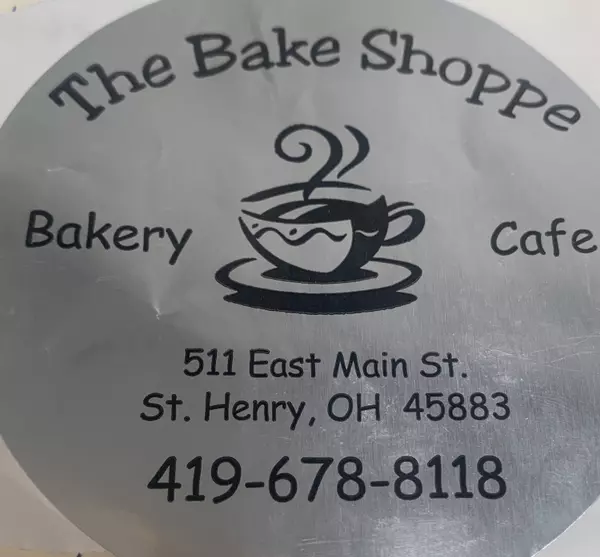 The Bake Shoppe
Bakery Cafe
511 East Main St.
St. Henry, OH 45883
419-678-8118